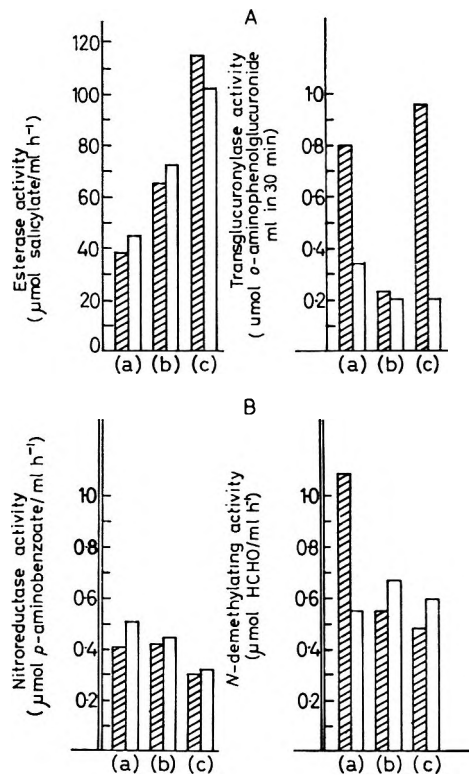 A
Esterase activity
( µmol salicylate/ml h⁻¹)
120
100
80
60
40
20
0
(a) (b) (c)
Transglucuronylase activity
( umol o-aminophenolglucuronide
ml in 30 min)
1·0
0·8
0·6
0·4
0·2
(a) (b) (c)
B
Nitroreductase activity
( µmol p-aminobenzoate/ml h⁻¹)
1·0
0·8
0·6
0·4
0·2
(a) (b) (c)
N-demethylating activity
(µmol HCHO/ml h⁻¹)
1·0
0·8
0·6
0·4
0·2
(a) (b) (c)